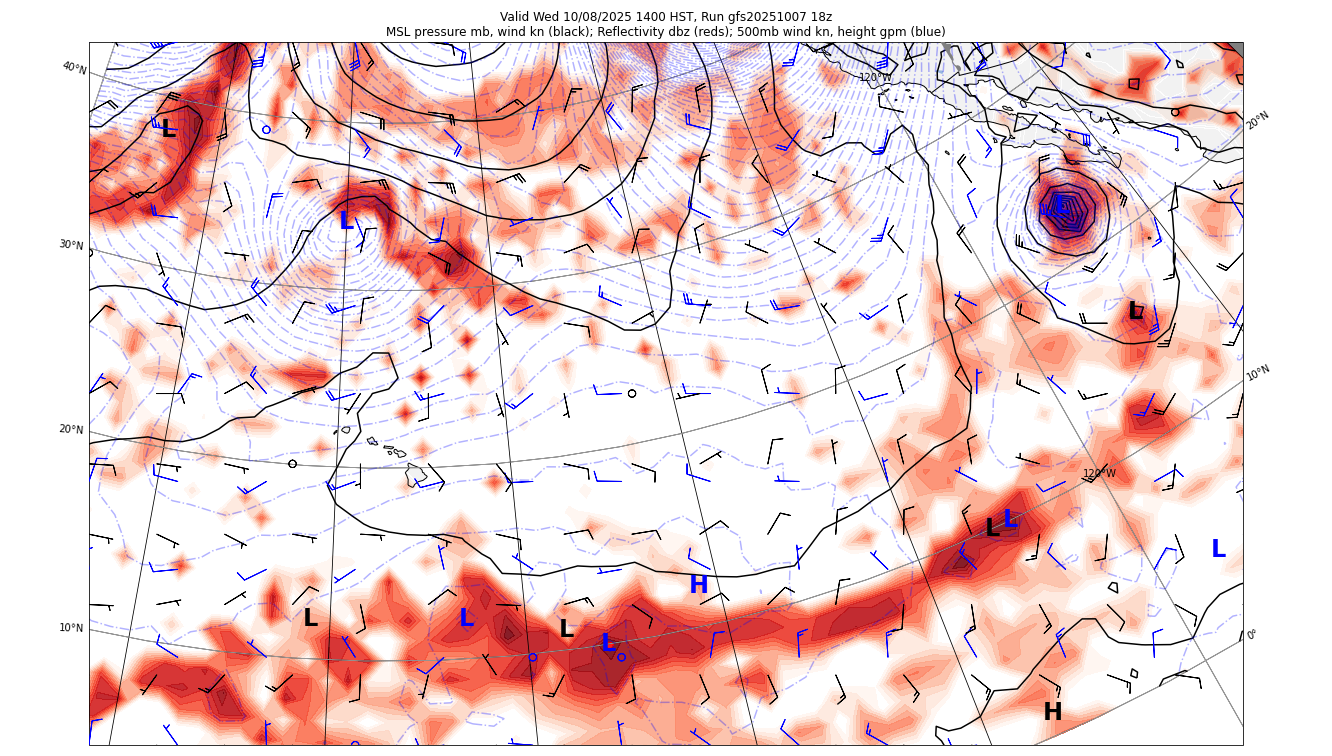 Valid Wed 10/08/2025 1400 HST, Run gfs20251007 18z
MSL pressure mb, wind kn (black); Reflectivity dbz (reds); 500mb wind kn, height gpm (blue)
40°N
120°W
20°N
L
L
L
30°N
L
10°N
20°N
120°W
L
L
L
H
L
L
L
10°N
L
0°
H